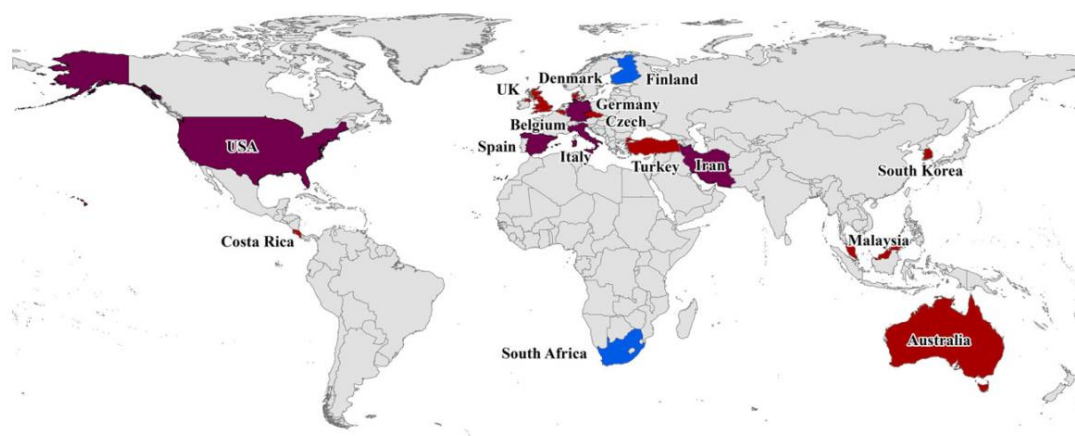 Denmark
Finland
UK
Germany
Belgium
Czech
USA
Spain
Italy
Turkey
Iran
South Korea
Costa Rica
Malaysia
Australia
South Africa